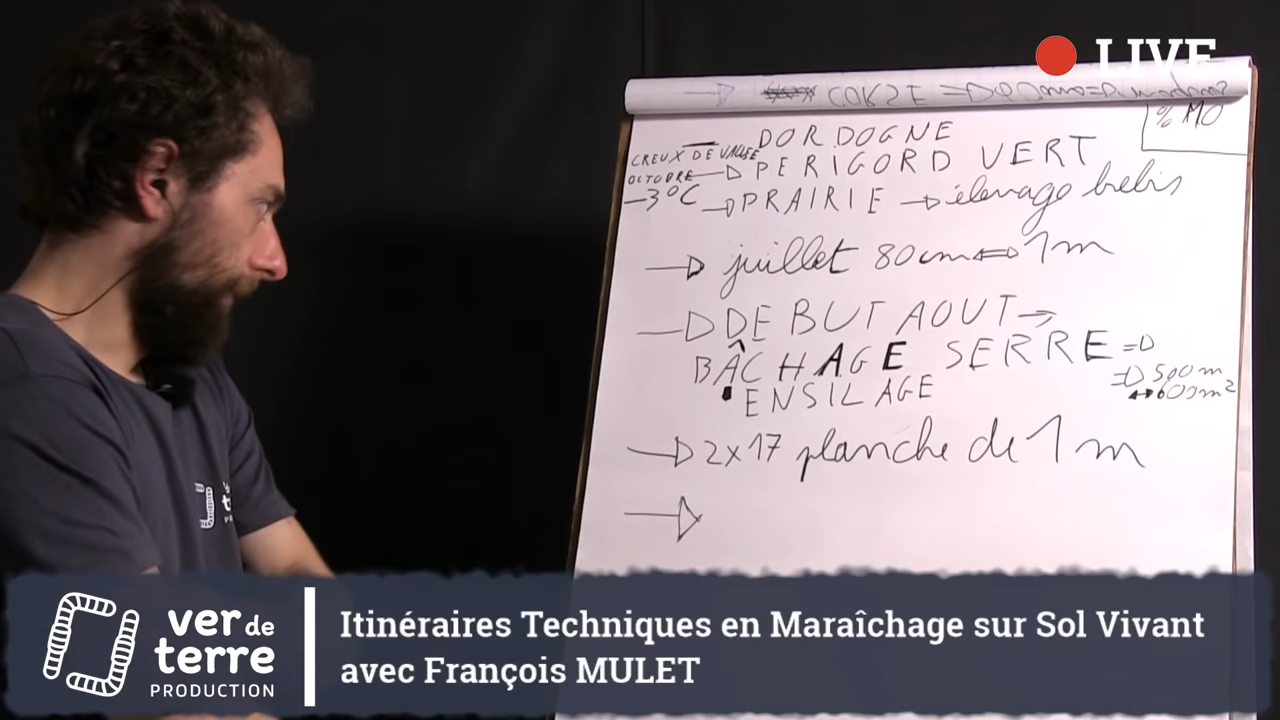 LIVE
CORSE
% MO
DORDOGNE
CREUX DE VALLÉE
OCTOBRE → PERIGORD VERT
-3°C → PRAIRIE → élevage brebis
→ juillet 80cm ⇔ 1m
→ DEBUT AOUT →
BÂCHAGE SERRE ⇒
ENSILAGE
⇒ 500m
↔ 600m²
→ 2x17 planche de 1m
→
ver de
terre
PRODUCTION
Itinéraires Techniques en Maraîchage sur Sol Vivant
avec François MULET